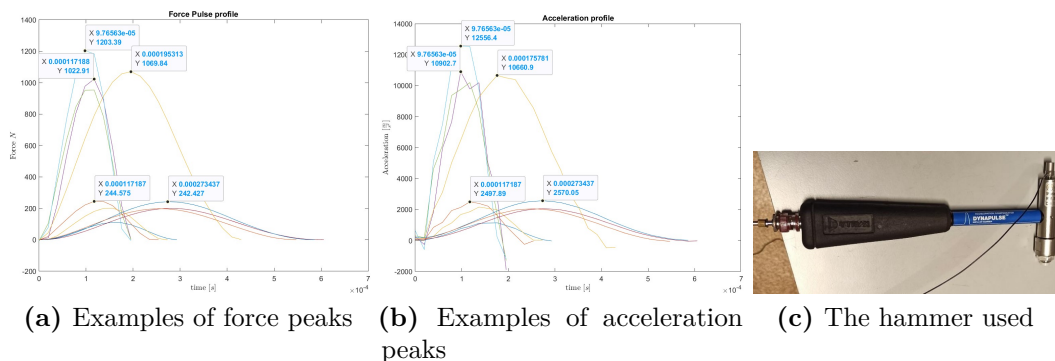 Force Pulse profile
1400
1200
1000
800
600
400
200
0
-200
Force N
X 9.76563e-05
Y 1203.39
X 0.000117188
Y 1022.91
X 0.000195313
Y 1069.84
X 0.000117187
Y 244.575
X 0.000273437
Y 242.427
0 1 2 3 4 5 6 7
time [s]
×10⁻⁴
(a) Examples of force peaks
Acceleration profile
14000
12000
10000
8000
6000
4000
2000
0
-2000
Acceleration [m/s²]
X 9.76563e-05
Y 12556.4
X 9.76563e-05
Y 10902.7
X 0.000175781
Y 10660.9
X 0.000117187
Y 2497.89
X 0.000273437
Y 2570.05
0 1 2 3 4 5 6 7
time [s]
×10⁻⁴
(b) Examples of acceleration
peaks
DYNAPULSE
(c) The hammer used